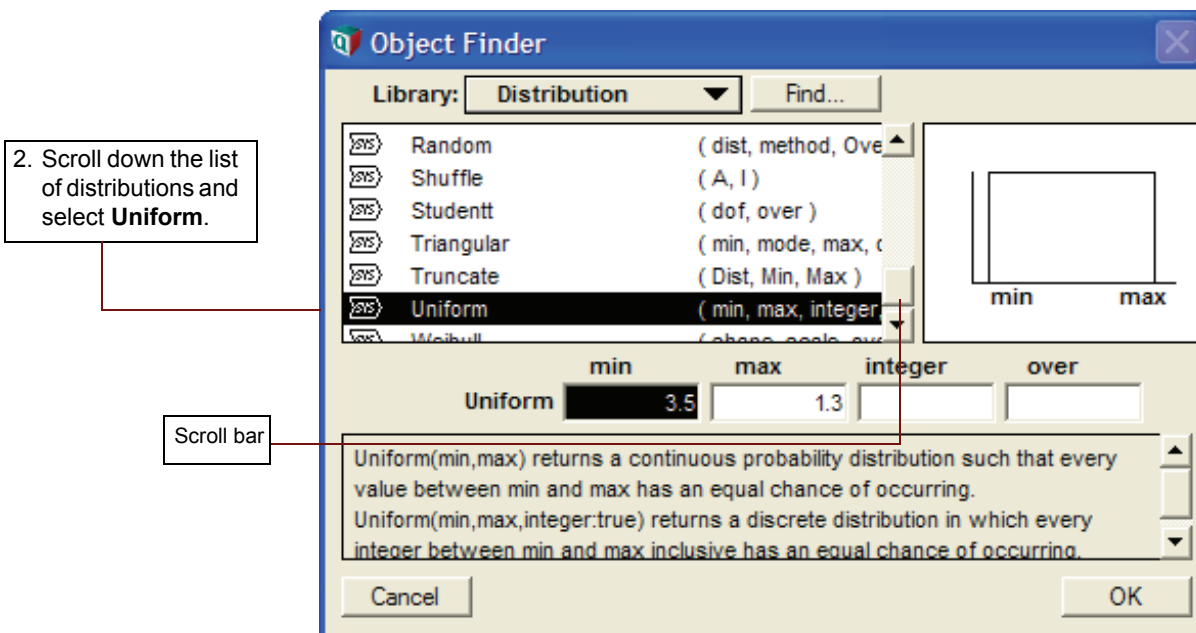 Object Finder
Library: Distribution Find...
2. Scroll down the list
of distributions and
select Uniform.
Random ( dist, method, Ove
Shuffle ( A, I )
Studentt ( dof, over )
Triangular ( min, mode, max, o
Truncate ( Dist, Min, Max )
Uniform ( min, max, integer,
Weibull ( shape, scale, ove
min max
min max integer over
Uniform 3.5 1.3
Scroll bar
Uniform(min,max) returns a continuous probability distribution such that every
value between min and max has an equal chance of occurring.
Uniform(min,max,integer:true) returns a discrete distribution in which every
integer between min and max inclusive has an equal chance of occurring.
Cancel OK